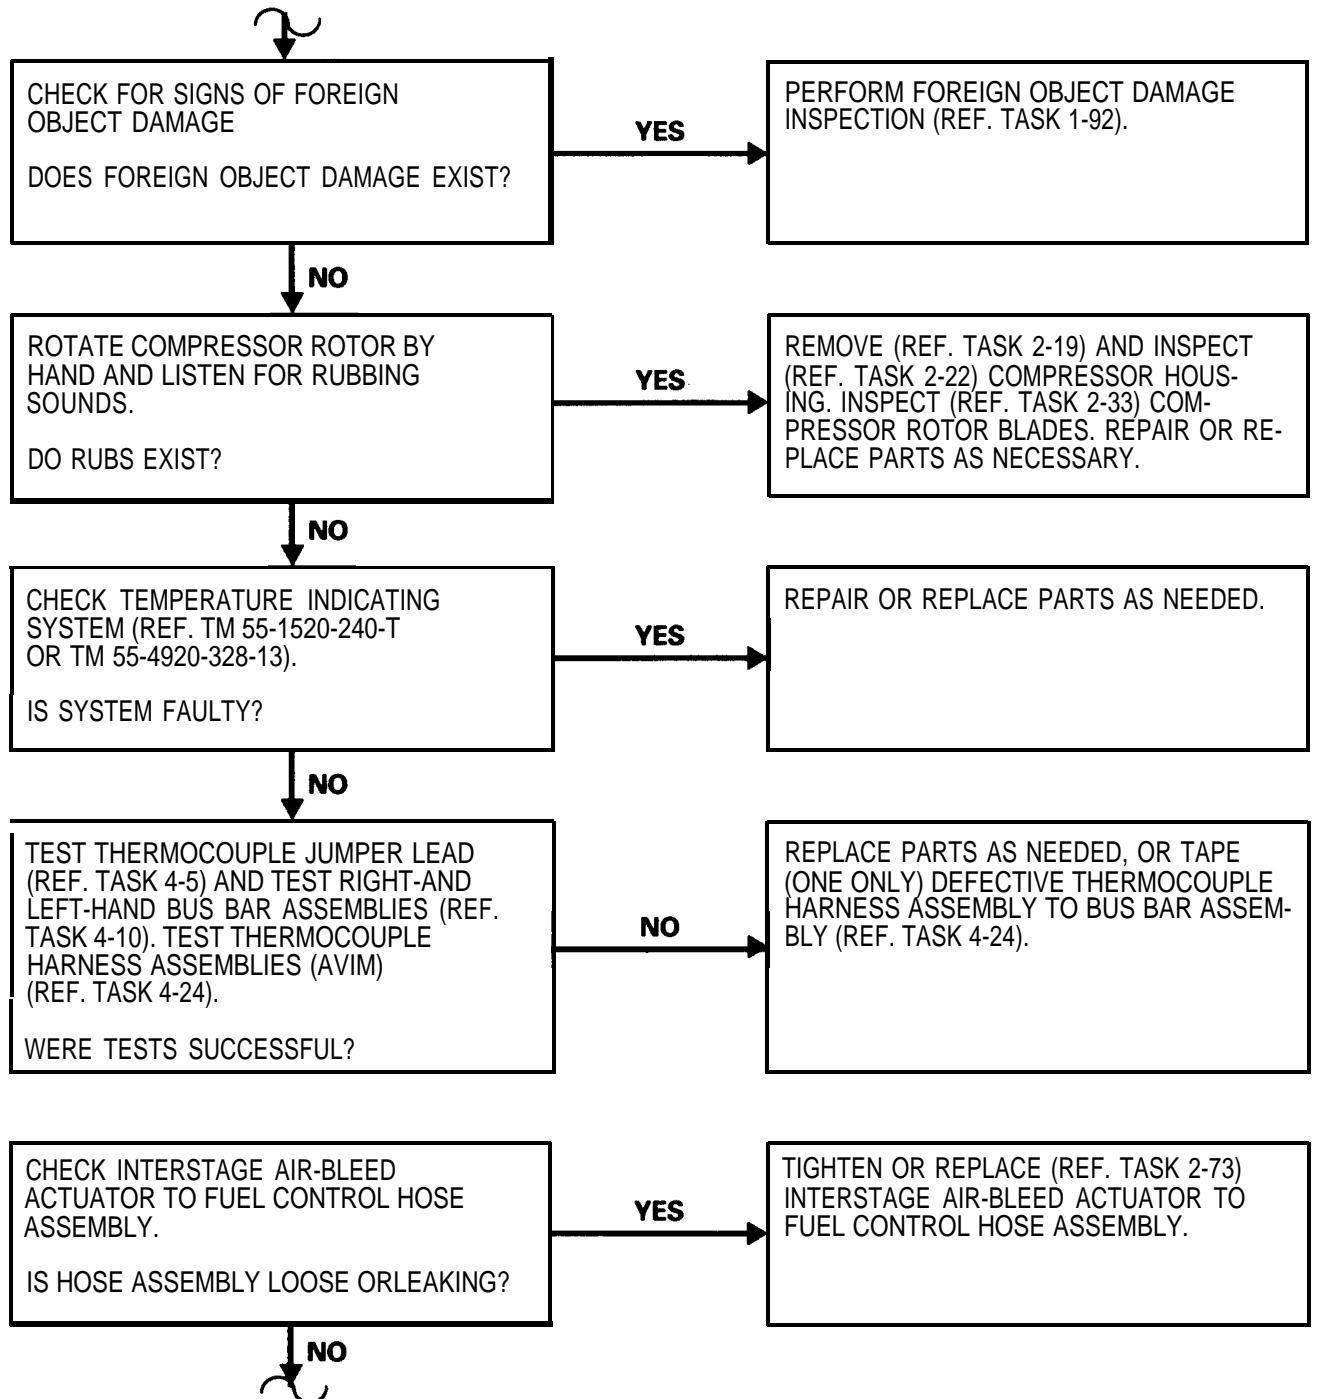 CHECK FOR SIGNS OF FOREIGN
OBJECT DAMAGE
DOES FOREIGN OBJECT DAMAGE EXIST?
YES
PERFORM FOREIGN OBJECT DAMAGE
INSPECTION (REF. TASK 1-92).
NO
ROTATE COMPRESSOR ROTOR BY
HAND AND LISTEN FOR RUBBING
SOUNDS.
DO RUBS EXIST?
YES
REMOVE (REF. TASK 2-19) AND INSPECT
(REF. TASK 2-22) COMPRESSOR HOUS-
ING. INSPECT (REF. TASK 2-33) COM-
PRESSOR ROTOR BLADES. REPAIR OR RE-
PLACE PARTS AS NECESSARY.
NO
CHECK TEMPERATURE INDICATING
SYSTEM (REF. TM 55-1520-240-T
OR TM 55-4920-328-13).
IS SYSTEM FAULTY?
YES
REPAIR OR REPLACE PARTS AS NEEDED.
NO
TEST THERMOCOUPLE JUMPER LEAD
(REF. TASK 4-5) AND TEST RIGHT-AND
LEFT-HAND BUS BAR ASSEMBLIES (REF.
TASK 4-10). TEST THERMOCOUPLE
HARNESS ASSEMBLIES (AVIM)
(REF. TASK 4-24).
WERE TESTS SUCCESSFUL?
NO
REPLACE PARTS AS NEEDED, OR TAPE
(ONE ONLY) DEFECTIVE THERMOCOUPLE
HARNESS ASSEMBLY TO BUS BAR ASSEM-
BLY (REF. TASK 4-24).
CHECK INTERSTAGE AIR-BLEED
ACTUATOR TO FUEL CONTROL HOSE
ASSEMBLY.
IS HOSE ASSEMBLY LOOSE ORLEAKING?
YES
TIGHTEN OR REPLACE (REF. TASK 2-73)
INTERSTAGE AIR-BLEED ACTUATOR TO
FUEL CONTROL HOSE ASSEMBLY.
NO